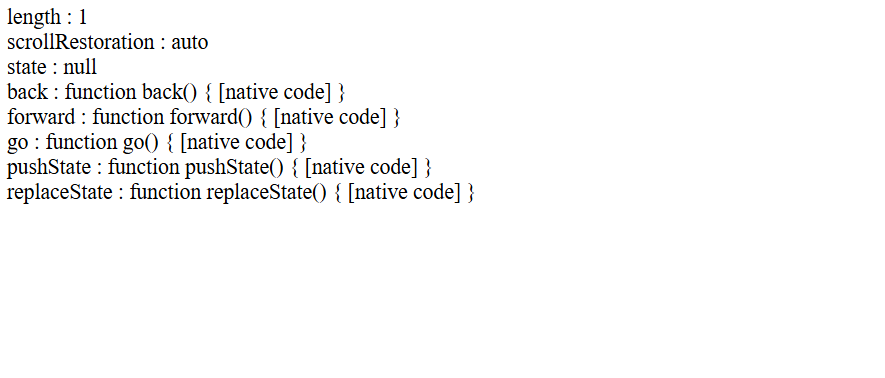 length : 1
scrollRestoration : auto
state : null
back : function back() { [native code] }
forward : function forward() { [native code] }
go : function go() { [native code] }
pushState : function pushState() { [native code] }
replaceState : function replaceState() { [native code] }